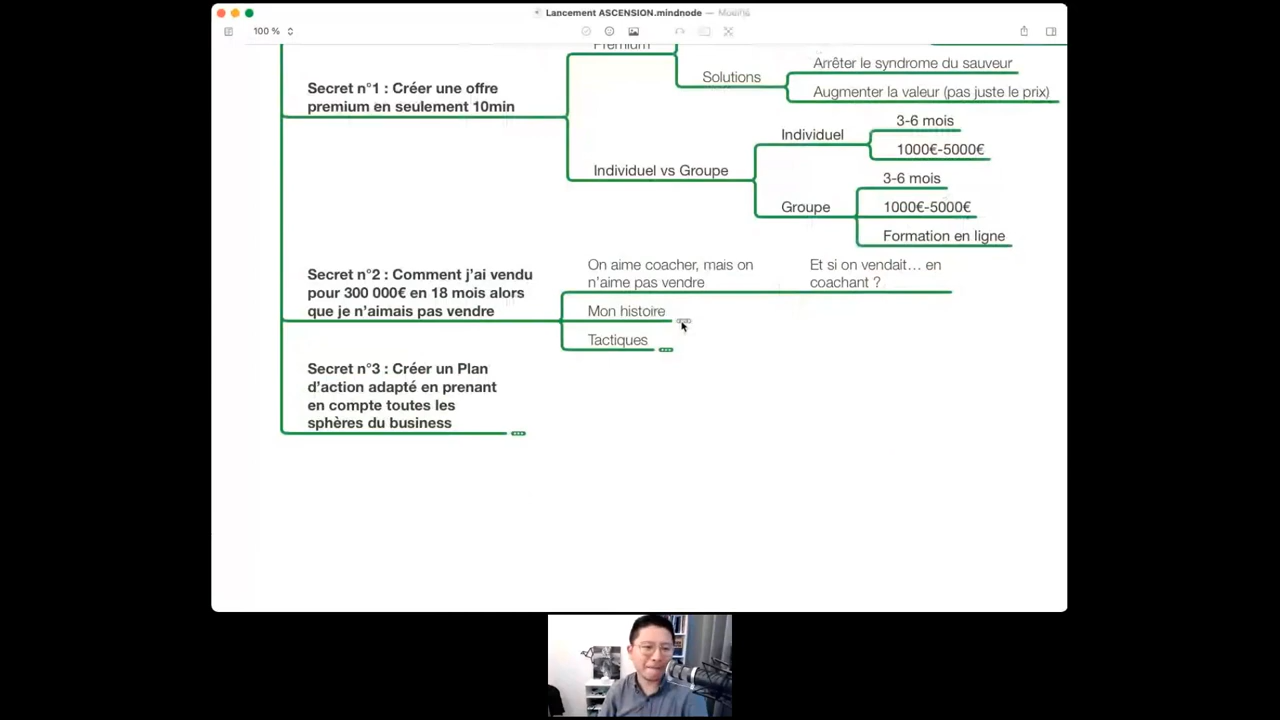 Lancement ASCENSION.mindnode — Modifié
100 %
Premium
Solutions
Arrêter le syndrome du sauveur
Augmenter la valeur (pas juste le prix)
Secret n°1 : Créer une offre
premium en seulement 10min
Individuel vs Groupe
Individuel
3-6 mois
1000€-5000€
Groupe
3-6 mois
1000€-5000€
Formation en ligne
Secret n°2 : Comment j’ai vendu
pour 300 000€ en 18 mois alors
que je n’aimais pas vendre
On aime coacher, mais on
n'aime pas vendre
Et si on vendait… en
coachant ?
Mon histoire
Tactiques
Secret n°3 : Créer un Plan
d’action adapté en prenant
en compte toutes les
sphères du business